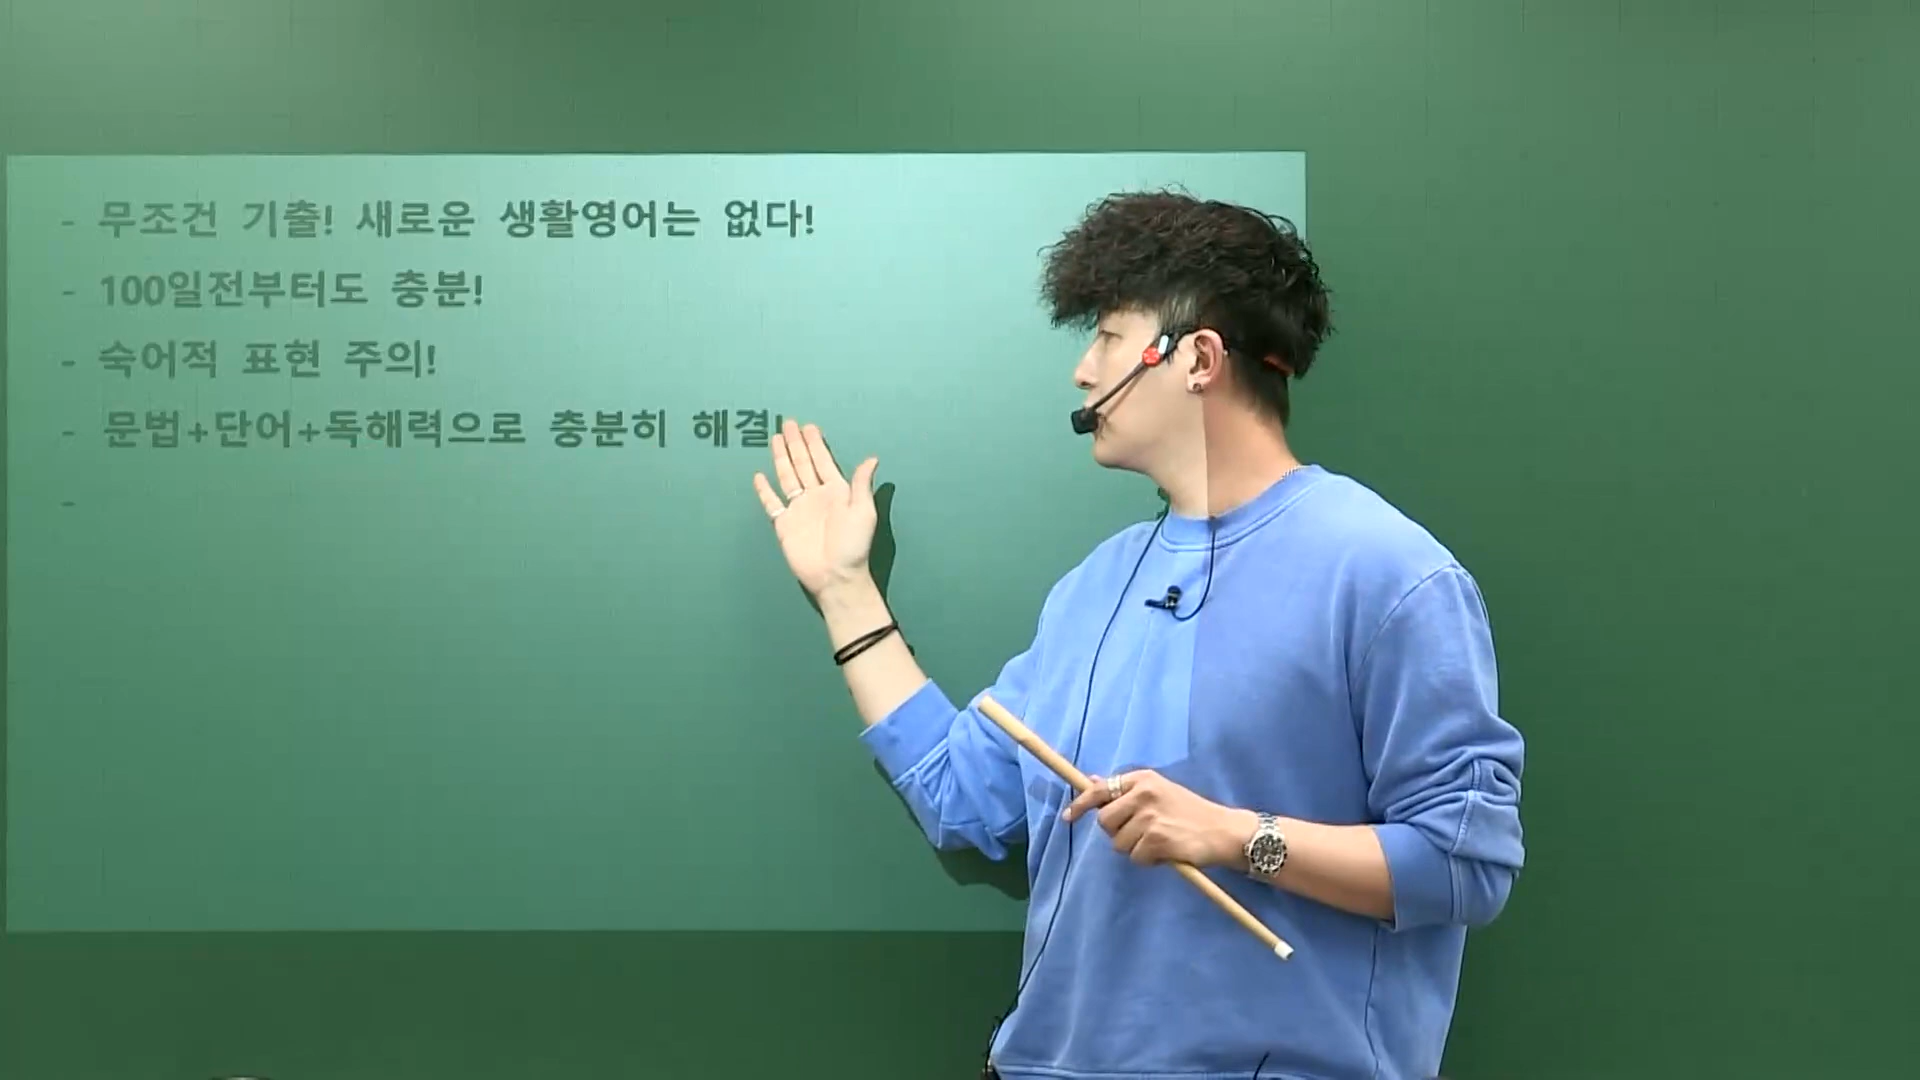 - 무조건 기출! 새로운 생활영어는 없다!
- 100일전부터도 충분!
- 숙어적 표현 주의!
- 문법+단어+독해력으로 충분히 해결!
-